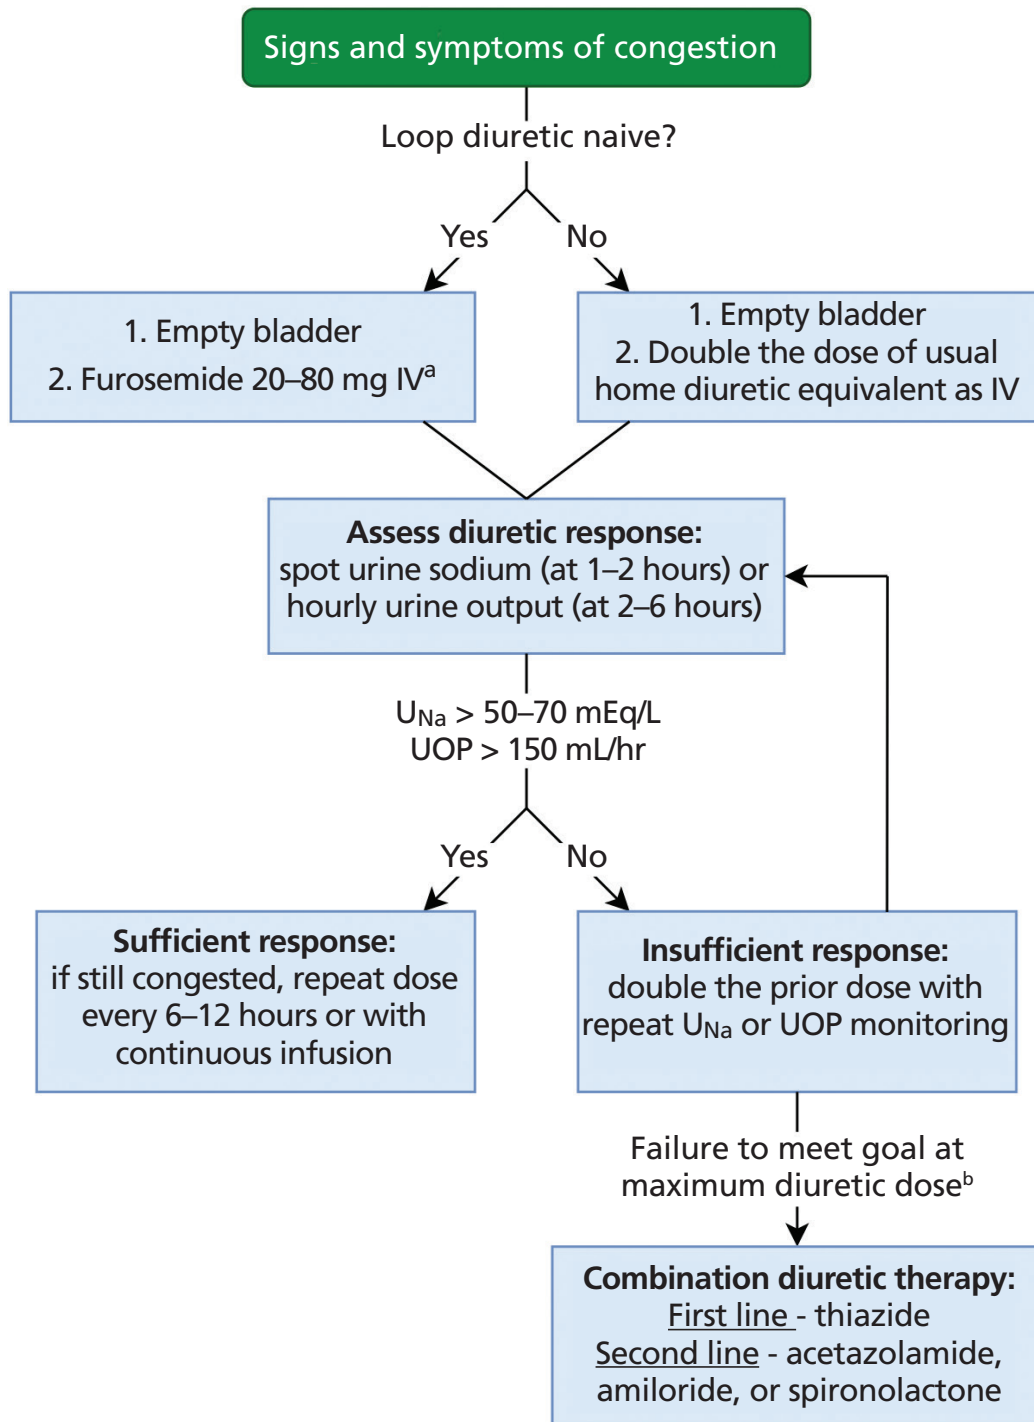 Signs and symptoms of congestion
Loop diuretic naive?
Yes
No
1. Empty bladder
2. Furosemide 20–80 mg IVᵃ
1. Empty bladder
2. Double the dose of usual
home diuretic equivalent as IV
Assess diuretic response:
spot urine sodium (at 1–2 hours) or
hourly urine output (at 2–6 hours)
UNa > 50–70 mEq/L
UOP > 150 mL/hr
Yes
No
Sufficient response:
if still congested, repeat dose
every 6–12 hours or with
continuous infusion
Insufficient response:
double the prior dose with
repeat UNa or UOP monitoring
Failure to meet goal at
maximum diuretic doseᵇ
Combination diuretic therapy:
First line - thiazide
Second line - acetazolamide,
amiloride, or spironolactone